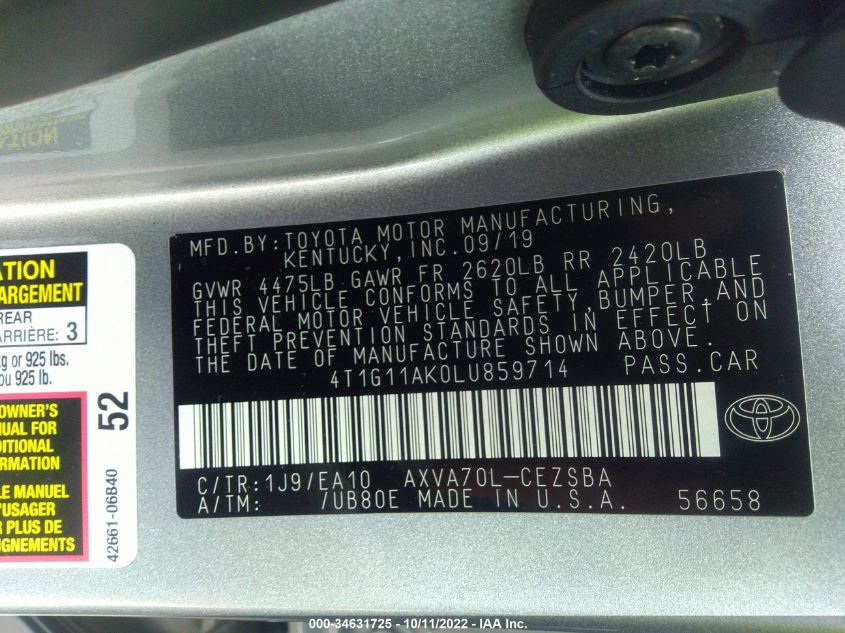 MFD.BY:TOYOTA MOTOR MANUFACTURING,
KENTUCKY,INC.09/19
GVWR 4475LB GAWR FR 2620LB RR 2420LB
THIS VEHICLE CONFORMS TO ALL APPLICABLE
FEDERAL MOTOR VEHICLE SAFETY,BUMPER,AND
THEFT PREVENTION STANDARDS IN EFFECT ON
THE DATE OF MANUFACTURE SHOWN ABOVE.
4T1G11AK0LU859714 PASS.CAR
C/TR:1J9/EA10 AXVA70L-CEZSBA
A/TM: /UB80E MADE IN U.S.A. 56658
ATION
ARGEMENT
REAR
ARRIÈRE: 3
kg or 925 lbs.
ou 925 lb.
OWNER'S
NUAL FOR
DITIONAL
ORMATION
LE MANUEL
'USAGER
R PLUS DE
IGNEMENTS
52
42661-06B40
000-34631725 - 10/11/2022 - IAA Inc.